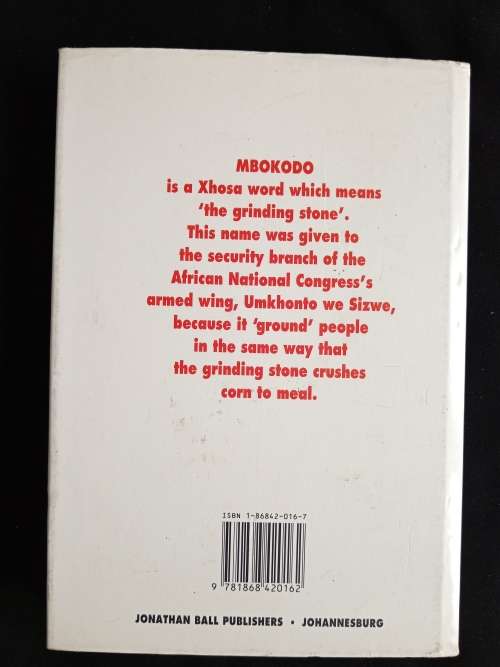 MBOKODO
is a Xhosa word which means
‘the grinding stone’.
This name was given to
the security branch of the
African National Congress’s
armed wing, Umkhonto we Sizwe,
because it ‘ground’ people
in the same way that
the grinding stone crushes
corn to meal.
ISBN 1-86842-016-7
9 781868 420162
JONATHAN BALL PUBLISHERS • JOHANNESBURG